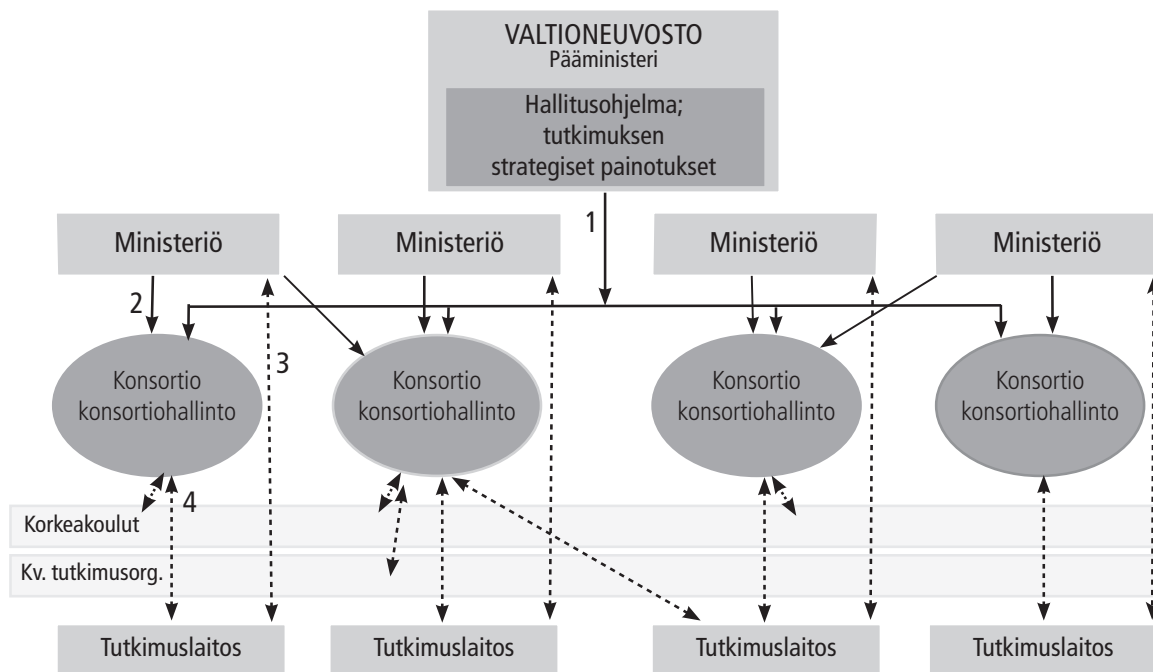 VALTIONEUVOSTO
Pääministeri
Hallitusohjelma;
tutkimuksen
strategiset painotukset
1
Ministeriö
Ministeriö
Ministeriö
Ministeriö
2
3
Konsortio
konsortiohallinto
Konsortio
konsortiohallinto
Konsortio
konsortiohallinto
Konsortio
konsortiohallinto
4
Korkeakoulut
Kv. tutkimusorg.
Tutkimuslaitos
Tutkimuslaitos
Tutkimuslaitos
Tutkimuslaitos